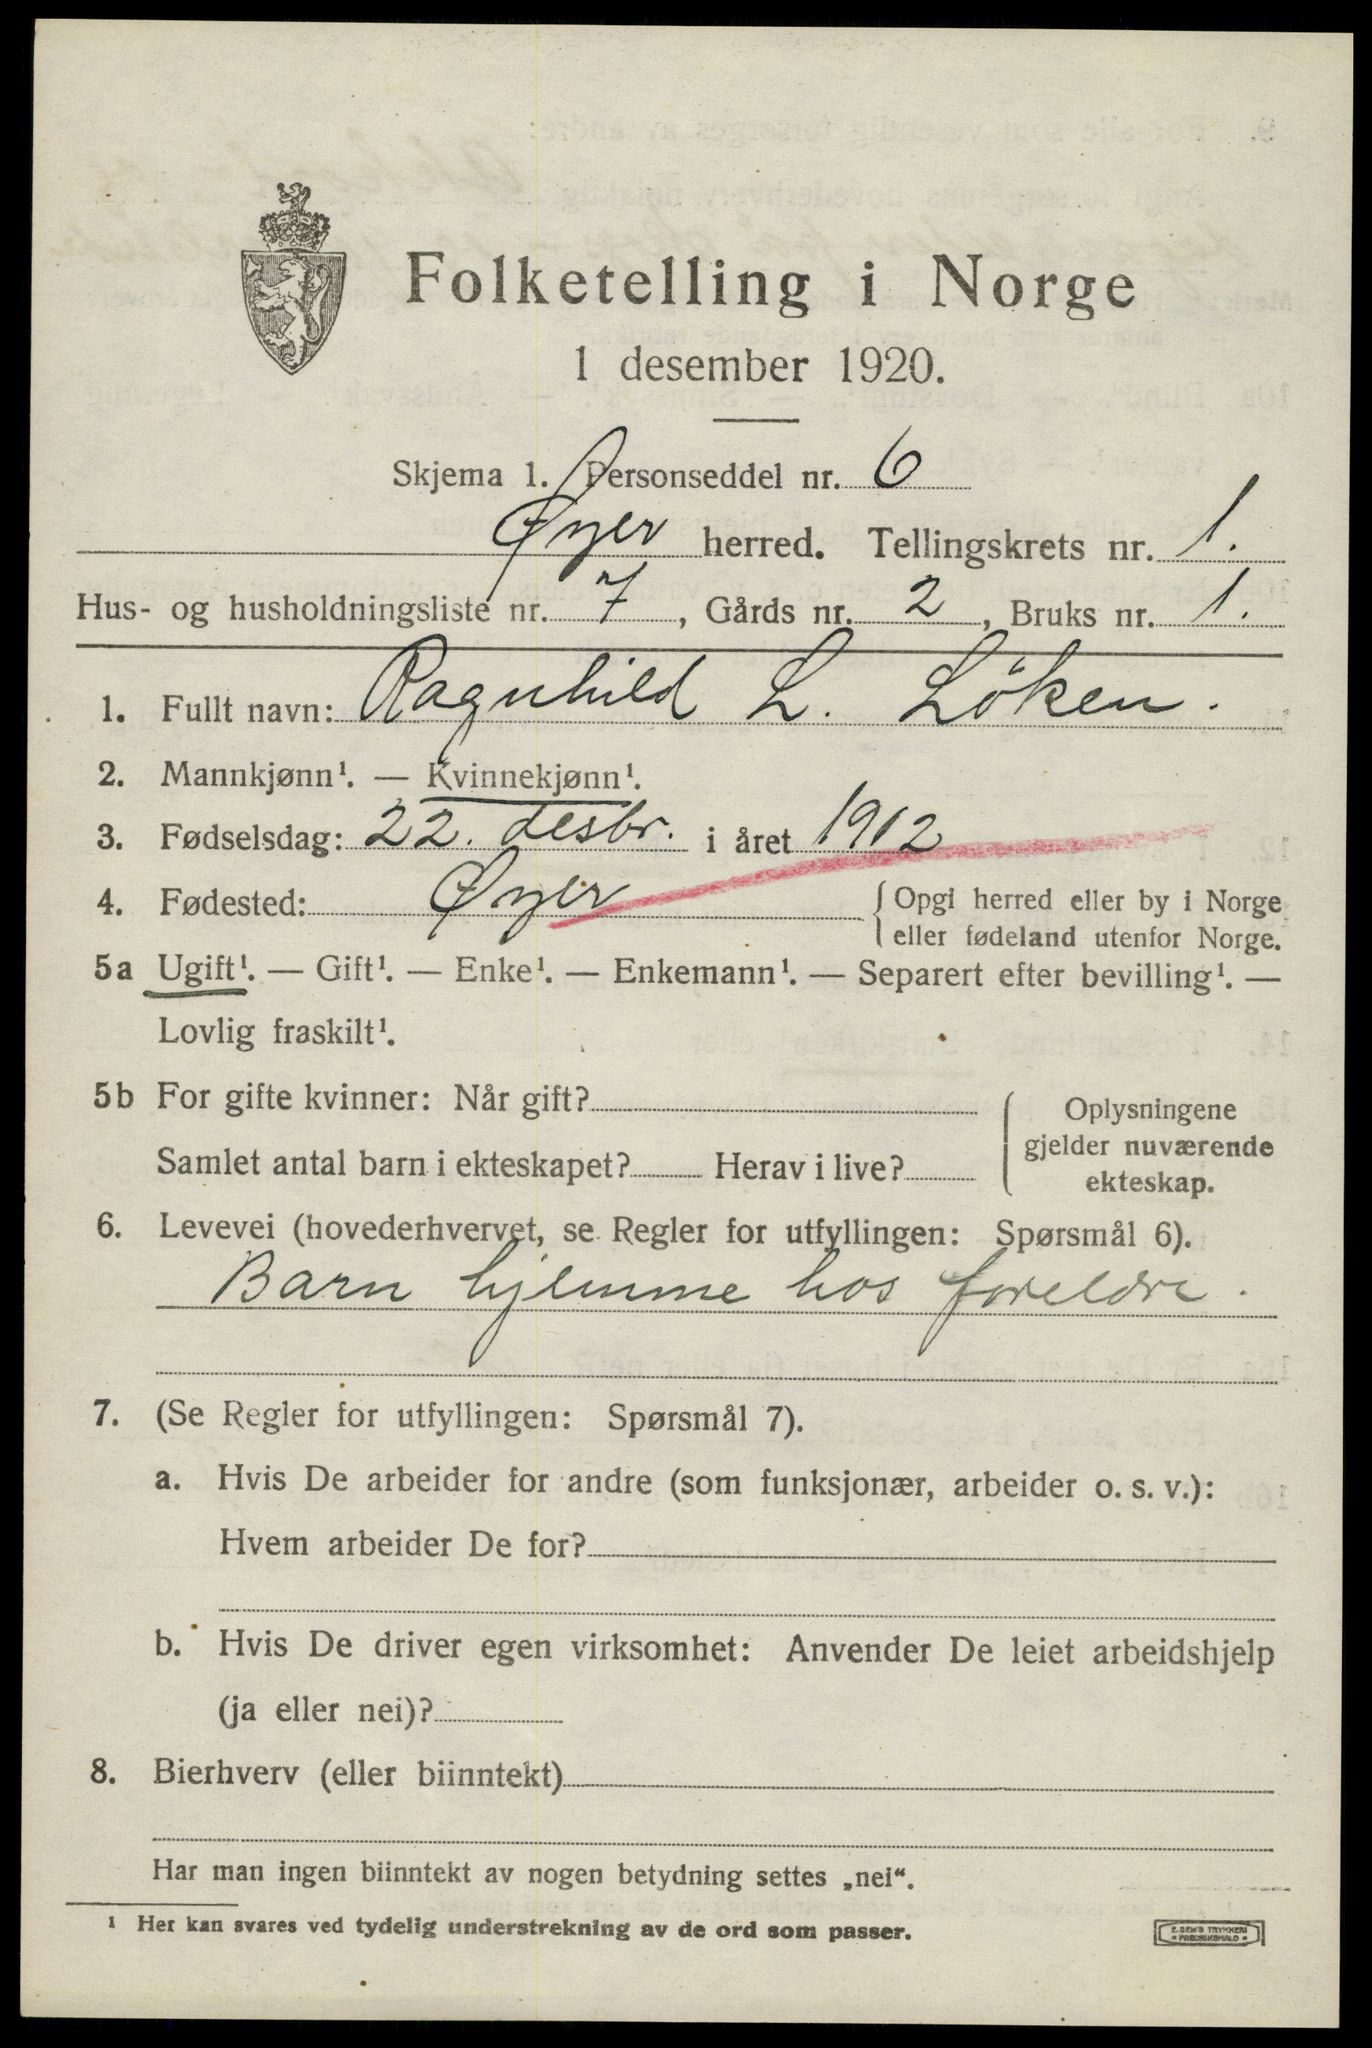 Folketelling i Norge
1 desember 1920.
Skjema 1. Personseddel nr. 6
Øyer herred. Tellingskrets nr. 1.
Hus- og husholdningsliste nr. 7, Gårds nr. 2, Bruks nr. 1.
1. Fullt navn: Ragnhild L. Löken.
2. Mannkjønn¹. — Kvinnekjønn¹.
3. Fødselsdag: 22. desbr. i året 1912
4. Fødested: Øyer { Opgi herred eller by i Norge
eller fødeland utenfor Norge.
5a Ugift¹. — Gift¹. — Enke¹. — Enkemann¹. — Separert efter bevilling¹. —
Lovlig fraskilt¹.
5b For gifte kvinner: Når gift?
Samlet antal barn i ekteskapet? Herav i live?
Oplysningene
gjelder nuværende
ekteskap.
6. Levevei (hovederhvervet, se Regler for utfyllingen: Spørsmål 6).
Barn hjemme hos foreldre.
7. (Se Regler for utfyllingen: Spørsmål 7).
a. Hvis De arbeider for andre (som funksjonær, arbeider o. s. v.):
Hvem arbeider De for?
b. Hvis De driver egen virksomhet: Anvender De leiet arbeidshjelp
(ja eller nei)?
8. Bierhverv (eller biinntekt)
Har man ingen biinntekt av nogen betydning settes „nei".
¹ Her kan svares ved tydelig understrekning av de ord som passer.
E. SEM'S TRYKKERI
FREDRIKSHALD